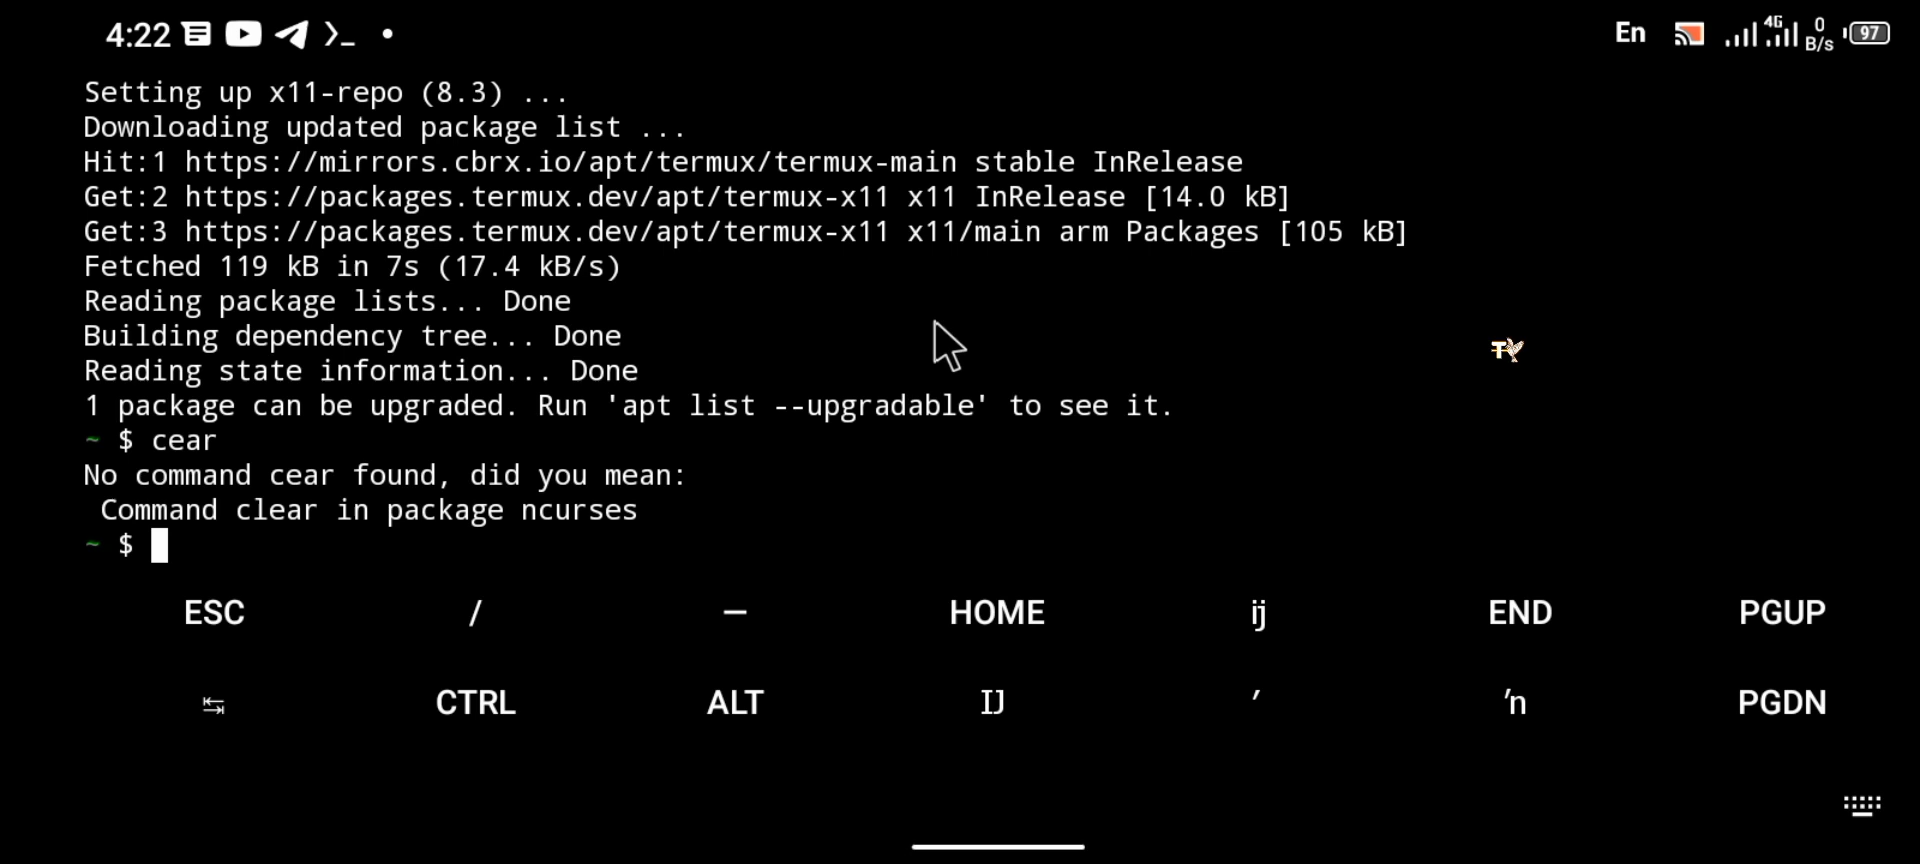 4:22 En 4G 0 B/s 97
Setting up x11-repo (8.3) ...
Downloading updated package list ...
Hit:1 https://mirrors.cbrx.io/apt/termux/termux-main stable InRelease
Get:2 https://packages.termux.dev/apt/termux-x11 x11 InRelease [14.0 kB]
Get:3 https://packages.termux.dev/apt/termux-x11 x11/main arm Packages [105 kB]
Fetched 119 kB in 7s (17.4 kB/s)
Reading package lists... Done
Building dependency tree... Done
Reading state information... Done
1 package can be upgraded. Run 'apt list --upgradable' to see it.
~ $ cear
No command cear found, did you mean:
 Command clear in package ncurses
~ $
ESC / — HOME ĳ END PGUP
↹ CTRL ALT Ĳ ′ ŉ PGDN